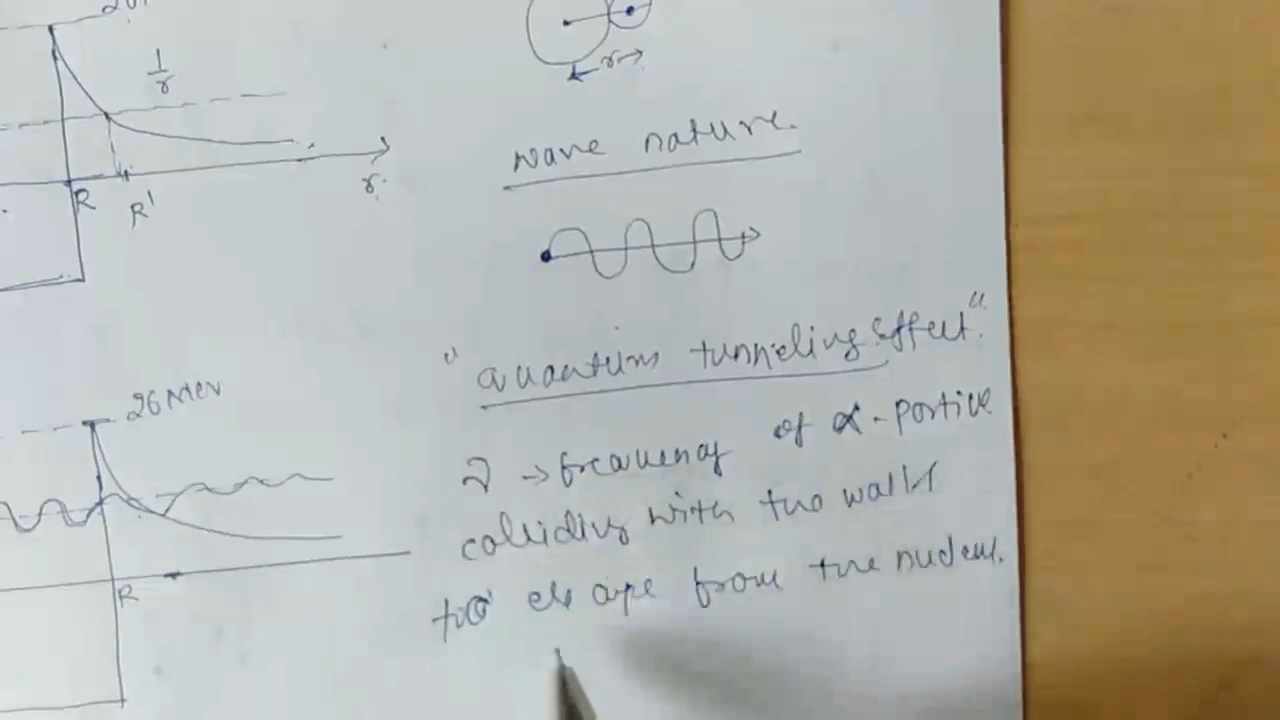 1/r
r
R
R'
r
wave nature.
"quantum tunneling effect"
26 MeV
ν → frequency of α-particle
colliding with the walls
to escape from the nucleus.
R